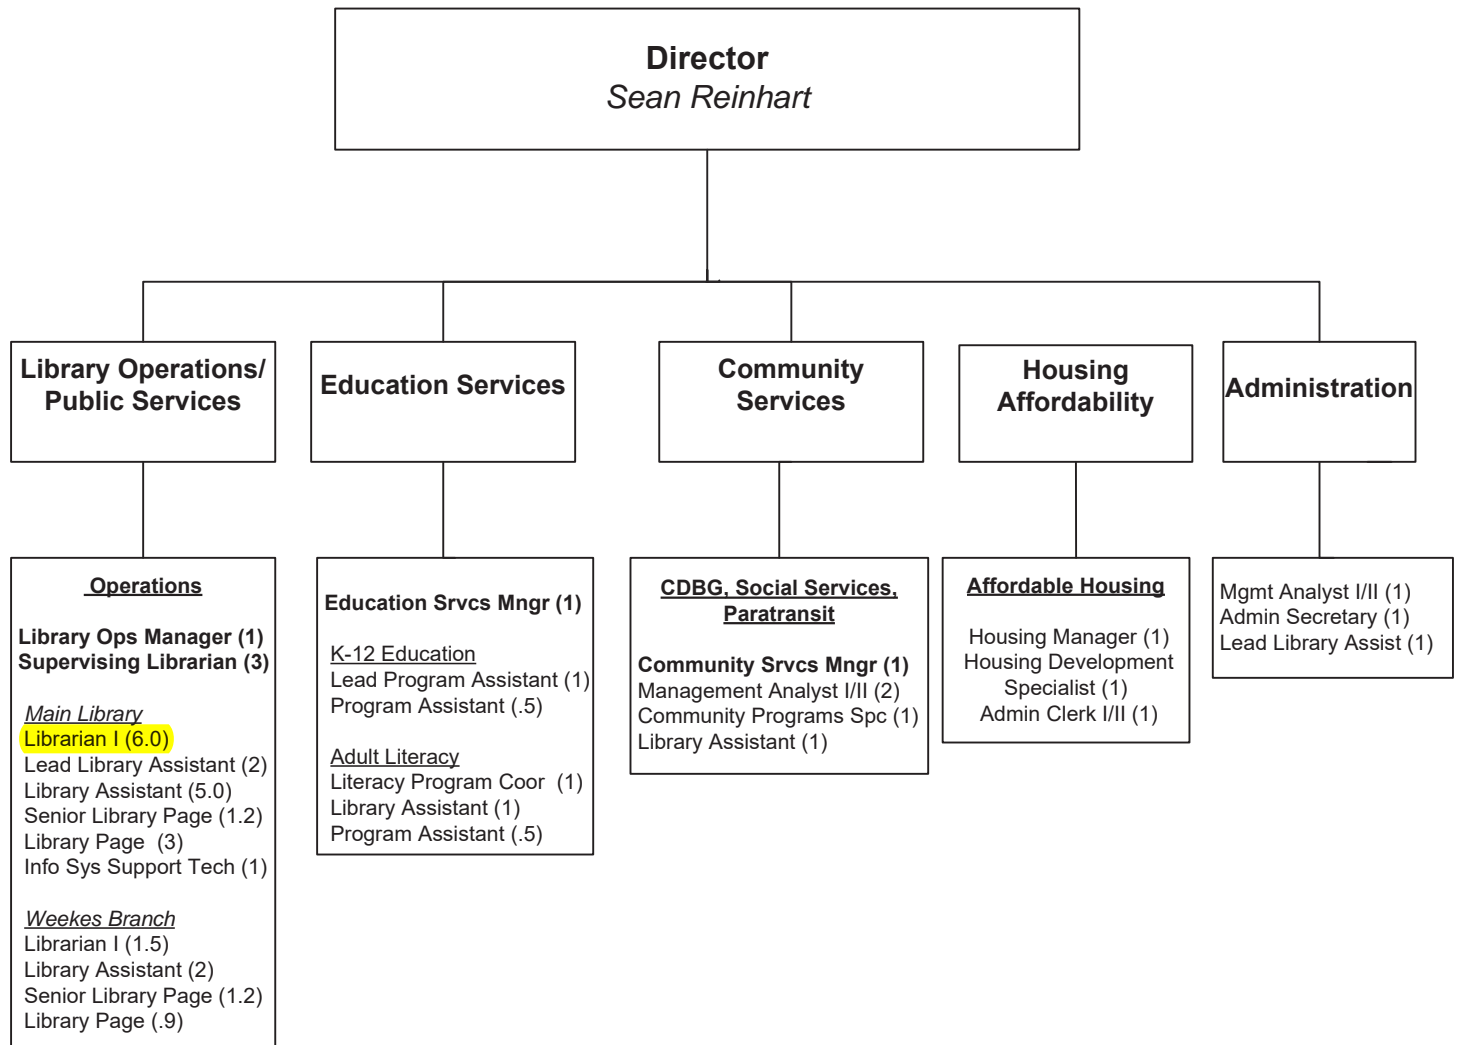 Director
Sean Reinhart
Library Operations/
Public Services
Education Services
Community
Services
Housing
Affordability
Administration
Operations
Library Ops Manager (1)
Supervising Librarian (3)
Main Library
Librarian I (6.0)
Lead Library Assistant (2)
Library Assistant (5.0)
Senior Library Page (1.2)
Library Page  (3)
Info Sys Support Tech (1)
Weekes Branch
Librarian I (1.5)
Library Assistant (2)
Senior Library Page (1.2)
Library Page (.9)
Education Srvcs Mngr (1)
K-12 Education
Lead Program Assistant (1)
Program Assistant (.5)
Adult Literacy
Literacy Program Coor  (1)
Library Assistant (1)
Program Assistant (.5)
CDBG, Social Services,
Paratransit
Community Srvcs Mngr (1)
Management Analyst I/II (2)
Community Programs Spc (1)
Library Assistant (1)
Affordable Housing
Housing Manager (1)
Housing Development
Specialist (1)
Admin Clerk I/II (1)
Mgmt Analyst I/II (1)
Admin Secretary (1)
Lead Library Assist (1)